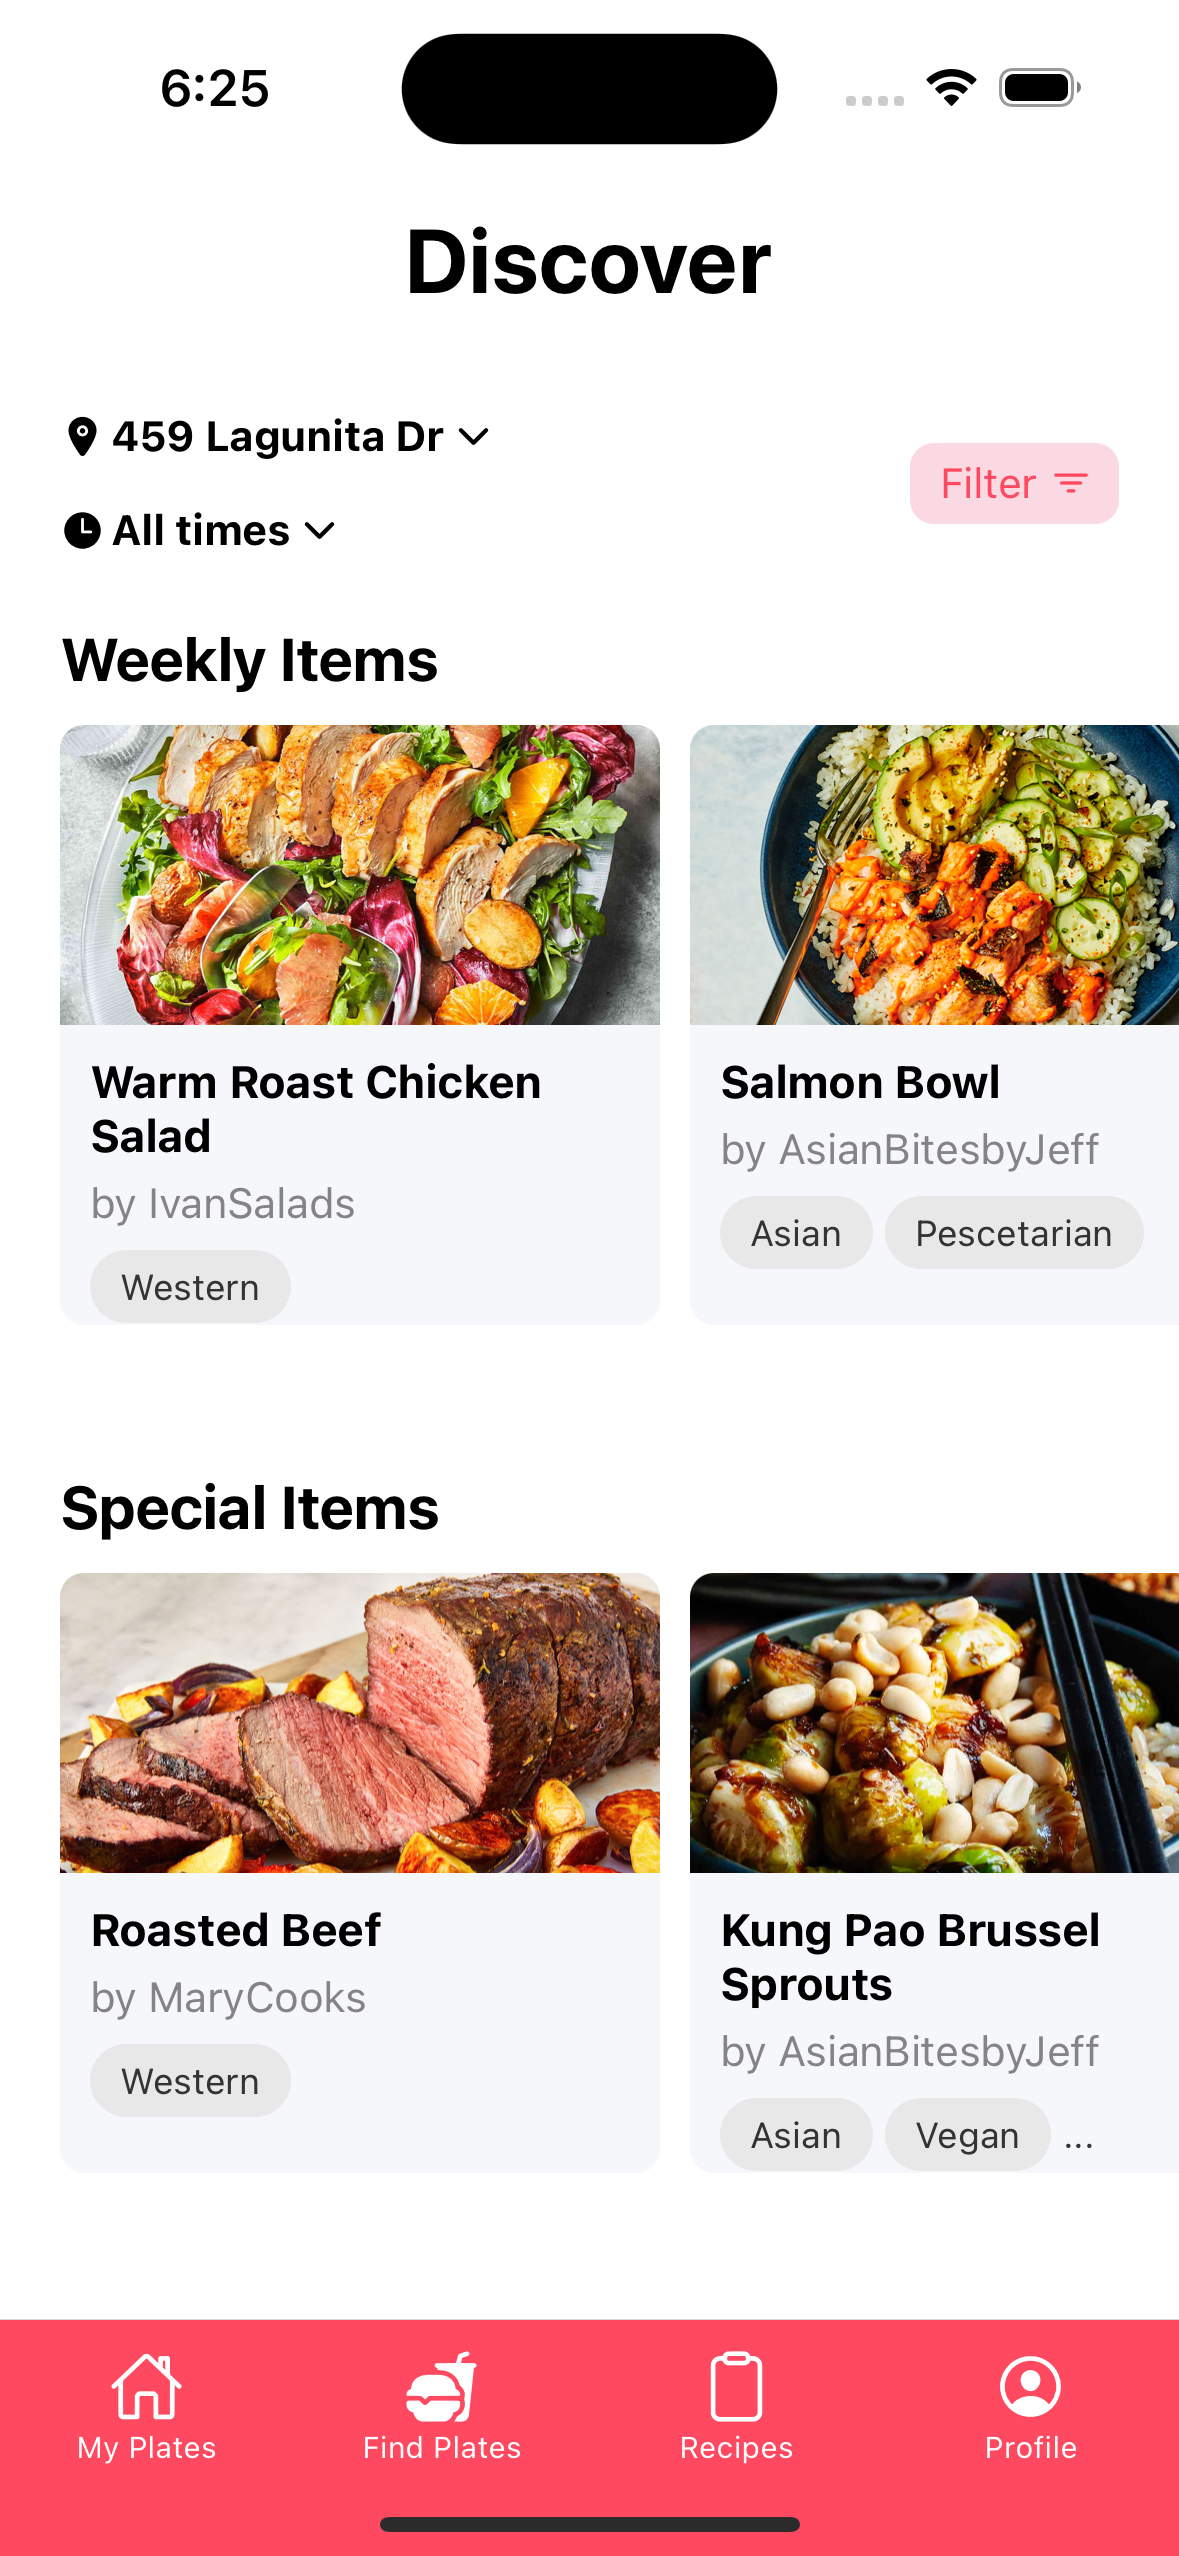 6:25
Discover
459 Lagunita Dr
All times
Filter
Weekly Items
Warm Roast Chicken
Salad
by IvanSalads
Western
Salmon Bowl
by AsianBitesbyJeff
Asian
Pescetarian
Special Items
Roasted Beef
by MaryCooks
Western
Kung Pao Brussel
Sprouts
by AsianBitesbyJeff
Asian
Vegan
...
My Plates
Find Plates
Recipes
Profile